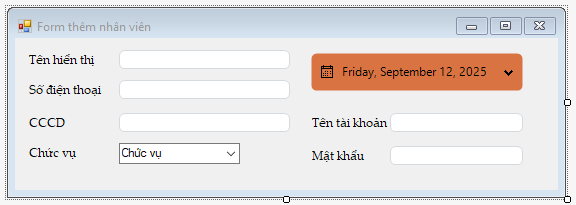 Form thêm nhân viên
Tên hiển thị
Số điện thoại
CCCD
Chức vụ
Chức vụ
Friday, September 12, 2025
Tên tài khoản
Mật khẩu